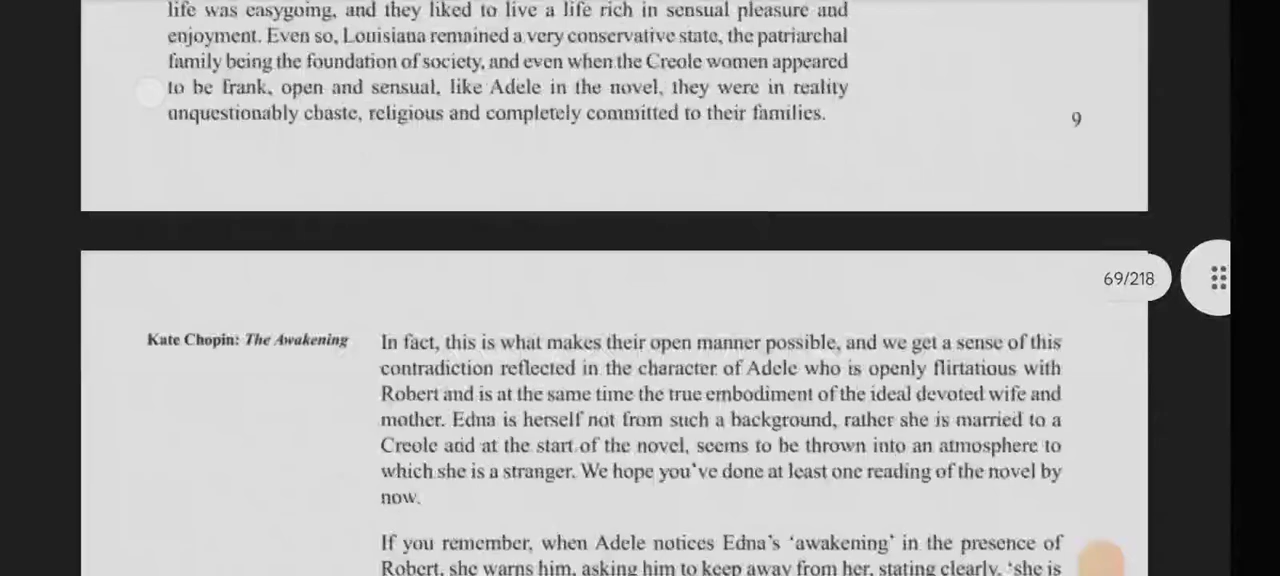 life was easygoing, and they liked to live a life rich in sensual pleasure and
enjoyment. Even so, Louisiana remained a very conservative state, the patriarchal
family being the foundation of society, and even when the Creole women appeared
to be frank, open and sensual, like Adele in the novel, they were in reality
unquestionably chaste, religious and completely committed to their families.
9
69/218
Kate Chopin: The Awakening
In fact, this is what makes their open manner possible, and we get a sense of this
contradiction reflected in the character of Adele who is openly flirtatious with
Robert and is at the same time the true embodiment of the ideal devoted wife and
mother. Edna is herself not from such a background, rather she is married to a
Creole and at the start of the novel, seems to be thrown into an atmosphere to
which she is a stranger. We hope you've done at least one reading of the novel by
now.
If you remember, when Adele notices Edna's 'awakening' in the presence of
Robert, she warns him, asking him to keep away from her, stating clearly, 'she is